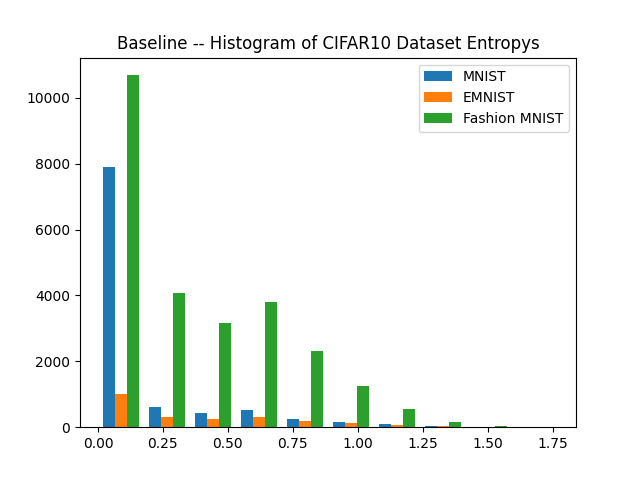 Baseline -- Histogram of CIFAR10 Dataset Entropys
MNIST
EMNIST
Fashion MNIST
10000
8000
6000
4000
2000
0
0.00 0.25 0.50 0.75 1.00 1.25 1.50 1.75